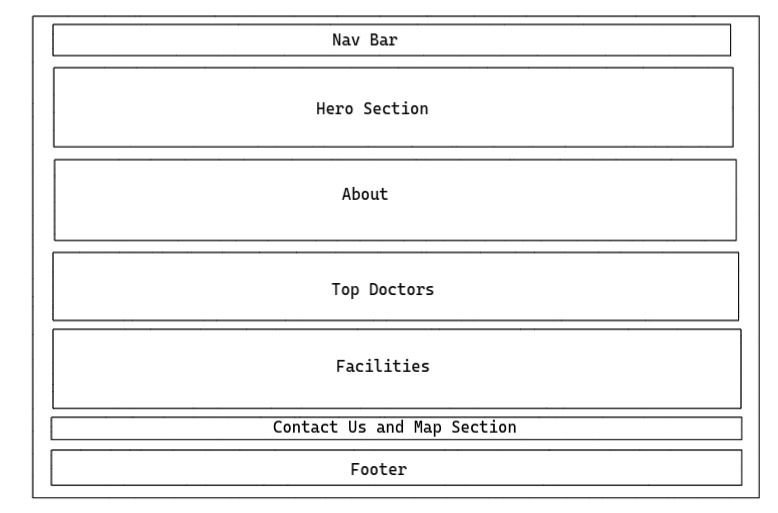 Nav Bar
Hero Section
About
Top Doctors
Facilities
Contact Us and Map Section
Footer